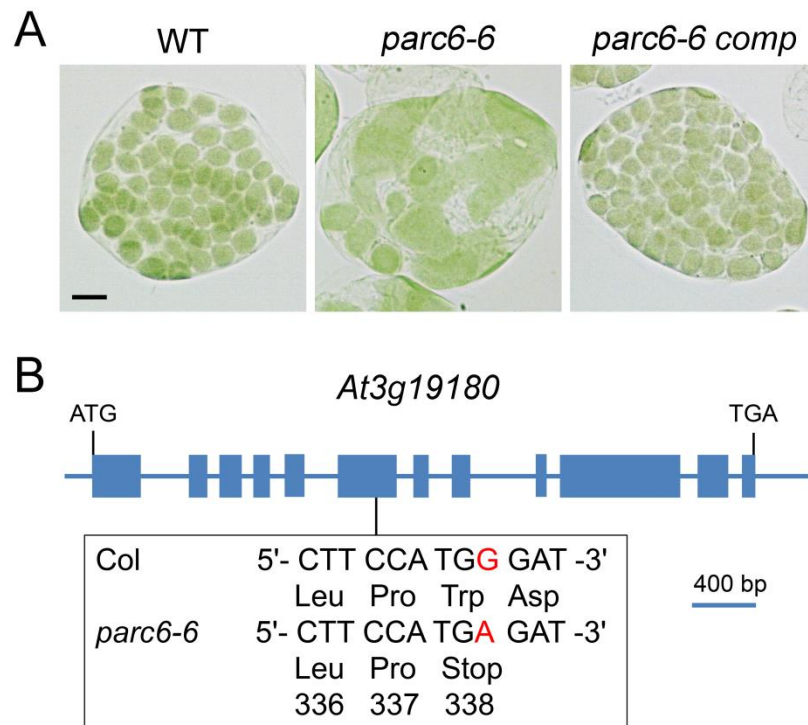 A
WT parc6-6 parc6-6 comp
B
At3g19180
ATG TGA
Col 5'- CTT CCA TGG GAT -3'
Leu Pro Trp Asp
parc6-6 5'- CTT CCA TGA GAT -3'
Leu Pro Stop
336 337 338
400 bp